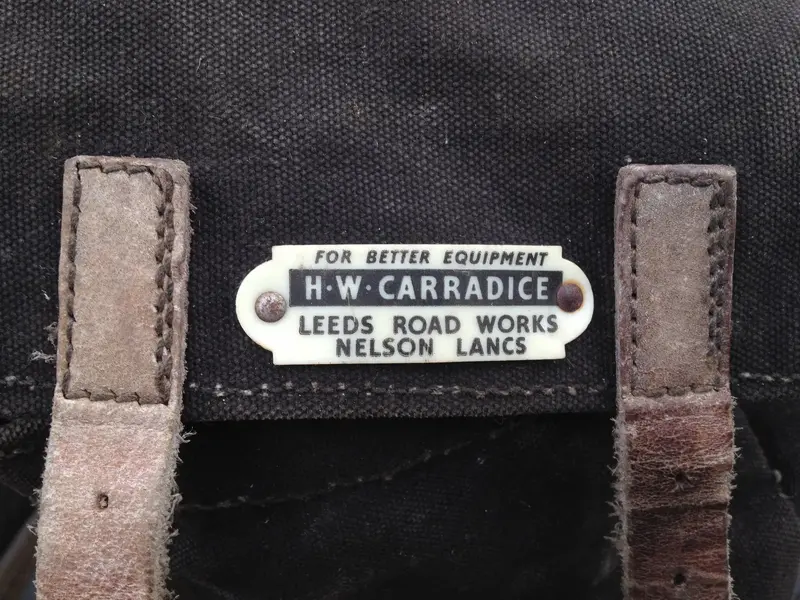 FOR BETTER EQUIPMENT
H·W·CARRADICE
LEEDS ROAD WORKS
NELSON LANCS